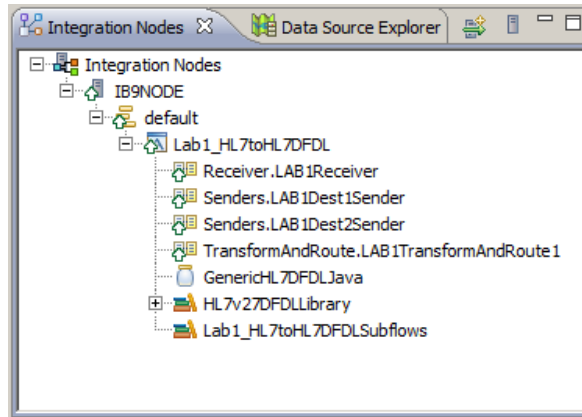 Integration Nodes Data Source Explorer
Integration Nodes
IB9NODE
default
Lab1_HL7toHL7DFDL
Receiver.LAB1Receiver
Senders.LAB1Dest1Sender
Senders.LAB1Dest2Sender
TransformAndRoute.LAB1TransformAndRoute1
GenericHL7DFDLJava
HL7v27DFDLLibrary
Lab1_HL7toHL7DFDLSubflows